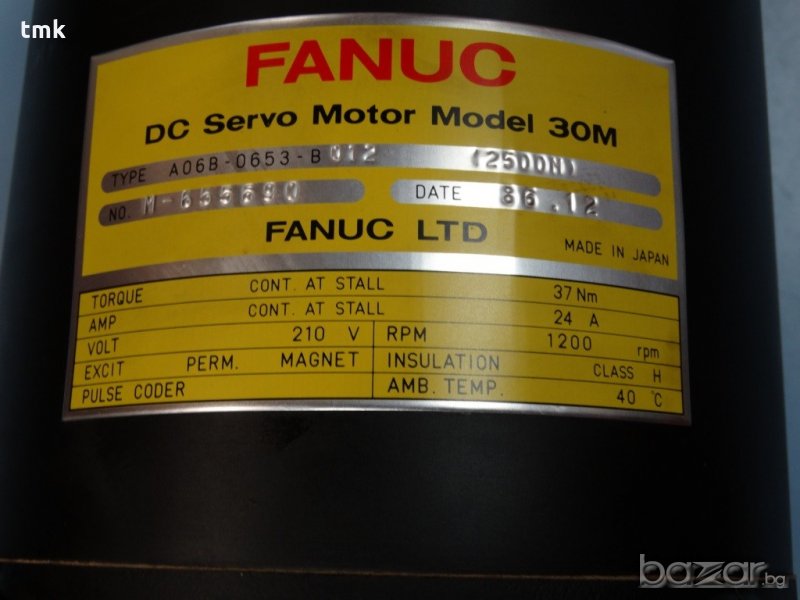 tmk
FANUC
DC Servo Motor Model 30M
TYPE A06B-0653-B 012 (2500M)
NO. DATE 86.12
FANUC LTD
MADE IN JAPAN
TORQUE CONT. AT STALL 37 Nm
AMP CONT. AT STALL 24 A
VOLT 210 V RPM 1200 rpm
EXCIT PERM. MAGNET INSULATION CLASS H
PULSE CODER AMB. TEMP. 40 °C
bazar.bg